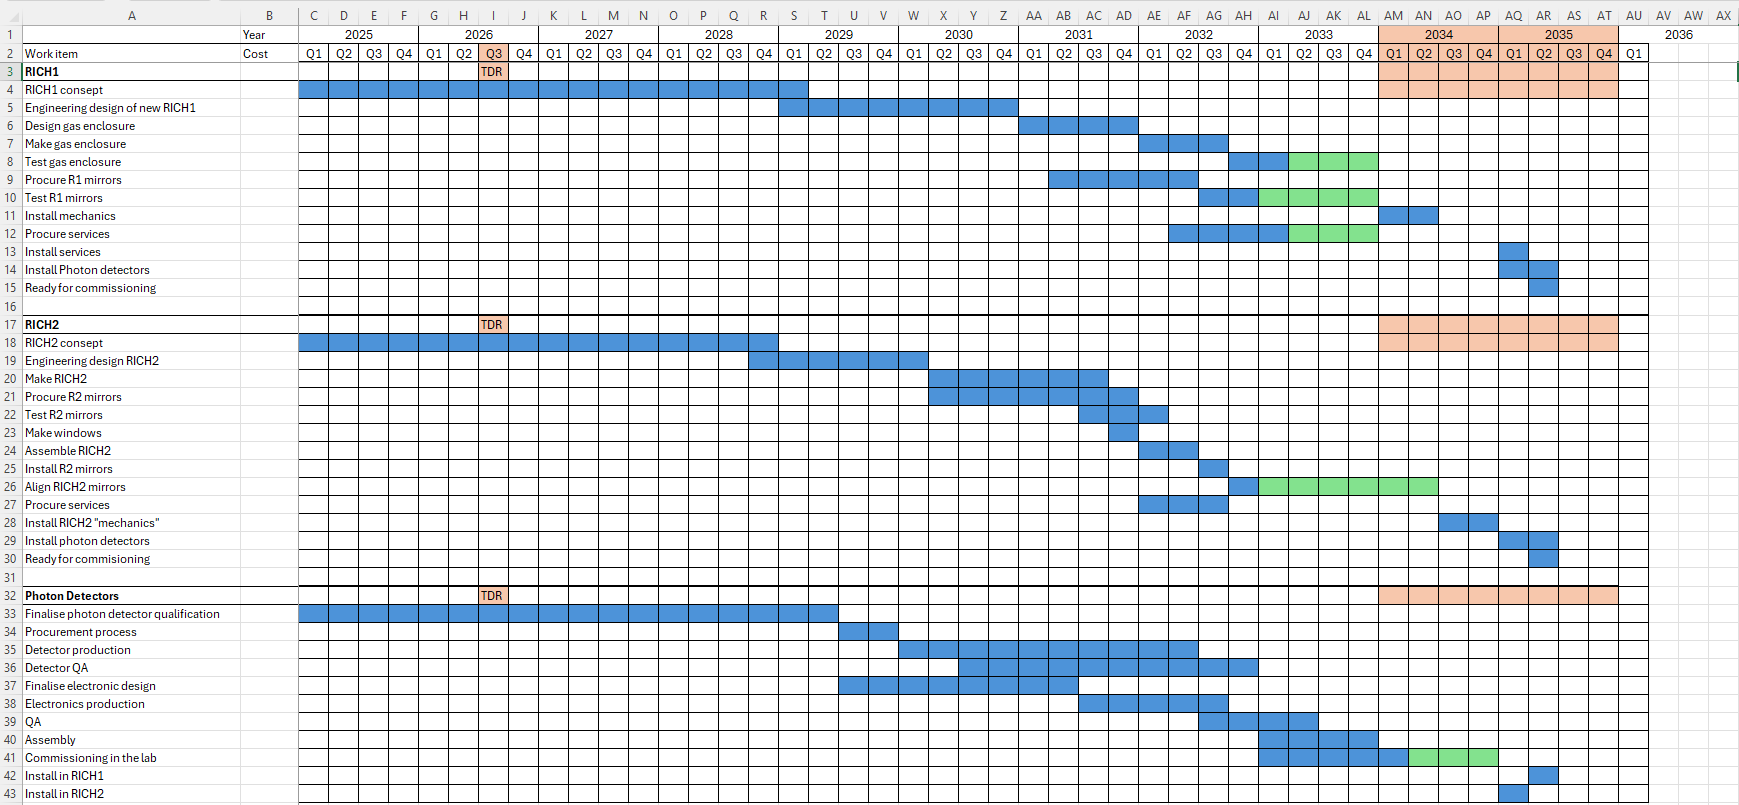 A B C D E F G H I J K L M N O P Q R S T U V W X Y Z AA AB AC AD AE AF AG AH AI AJ AK AL AM AN AO AP AQ AR AS AT AU AV AW AX
1 Year 2025 2026 2027 2028 2029 2030 2031 2032 2033 2034 2035 2036
2 Work item Cost Q1 Q2 Q3 Q4 Q1 Q2 Q3 Q4 Q1 Q2 Q3 Q4 Q1 Q2 Q3 Q4 Q1 Q2 Q3 Q4 Q1 Q2 Q3 Q4 Q1 Q2 Q3 Q4 Q1 Q2 Q3 Q4 Q1 Q2 Q3 Q4 Q1 Q2 Q3 Q4 Q1 Q2 Q3 Q4 Q1
3 RICH1 TDR
4 RICH1 consept
5 Engineering design of new RICH1
6 Design gas enclosure
7 Make gas enclosure
8 Test gas enclosure
9 Procure R1 mirrors
10 Test R1 mirrors
11 Install mechanics
12 Procure services
13 Install services
14 Install Photon detectors
15 Ready for commissioning
16
17 RICH2 TDR
18 RICH2 concept
19 Engineering design RICH2
20 Make RICH2
21 Procure R2 mirrors
22 Test R2 mirrors
23 Make windows
24 Assemble RICH2
25 Install R2 mirrors
26 Align RICH2 mirrors
27 Procure services
28 Install RICH2 "mechanics"
29 Install photon detectors
30 Ready for commisioning
31
32 Photon Detectors TDR
33 Finalise photon detector qualification
34 Procurement process
35 Detector production
36 Detector QA
37 Finalise electronic design
38 Electronics production
39 QA
40 Assembly
41 Commissioning in the lab
42 Install in RICH1
43 Install in RICH2